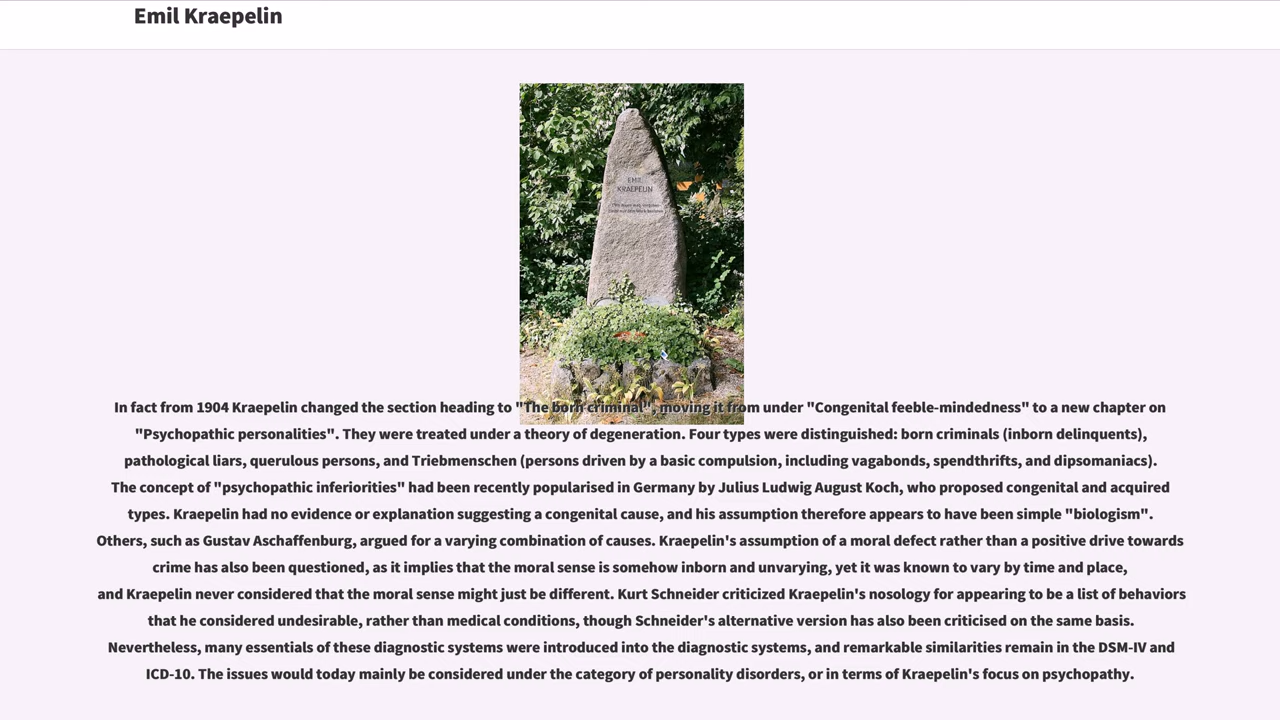 Emil Kraepelin
EMIL
KRAEPELIN
In fact from 1904 Kraepelin changed the section heading to "The born criminal", moving it from under "Congenital feeble-mindedness" to a new chapter on
"Psychopathic personalities". They were treated under a theory of degeneration. Four types were distinguished: born criminals (inborn delinquents),
pathological liars, querulous persons, and Triebmenschen (persons driven by a basic compulsion, including vagabonds, spendthrifts, and dipsomaniacs).
The concept of "psychopathic inferiorities" had been recently popularised in Germany by Julius Ludwig August Koch, who proposed congenital and acquired
types. Kraepelin had no evidence or explanation suggesting a congenital cause, and his assumption therefore appears to have been simple "biologism".
Others, such as Gustav Aschaffenburg, argued for a varying combination of causes. Kraepelin's assumption of a moral defect rather than a positive drive towards
crime has also been questioned, as it implies that the moral sense is somehow inborn and unvarying, yet it was known to vary by time and place,
and Kraepelin never considered that the moral sense might just be different. Kurt Schneider criticized Kraepelin's nosology for appearing to be a list of behaviors
that he considered undesirable, rather than medical conditions, though Schneider's alternative version has also been criticised on the same basis.
Nevertheless, many essentials of these diagnostic systems were introduced into the diagnostic systems, and remarkable similarities remain in the DSM-IV and
ICD-10. The issues would today mainly be considered under the category of personality disorders, or in terms of Kraepelin's focus on psychopathy.